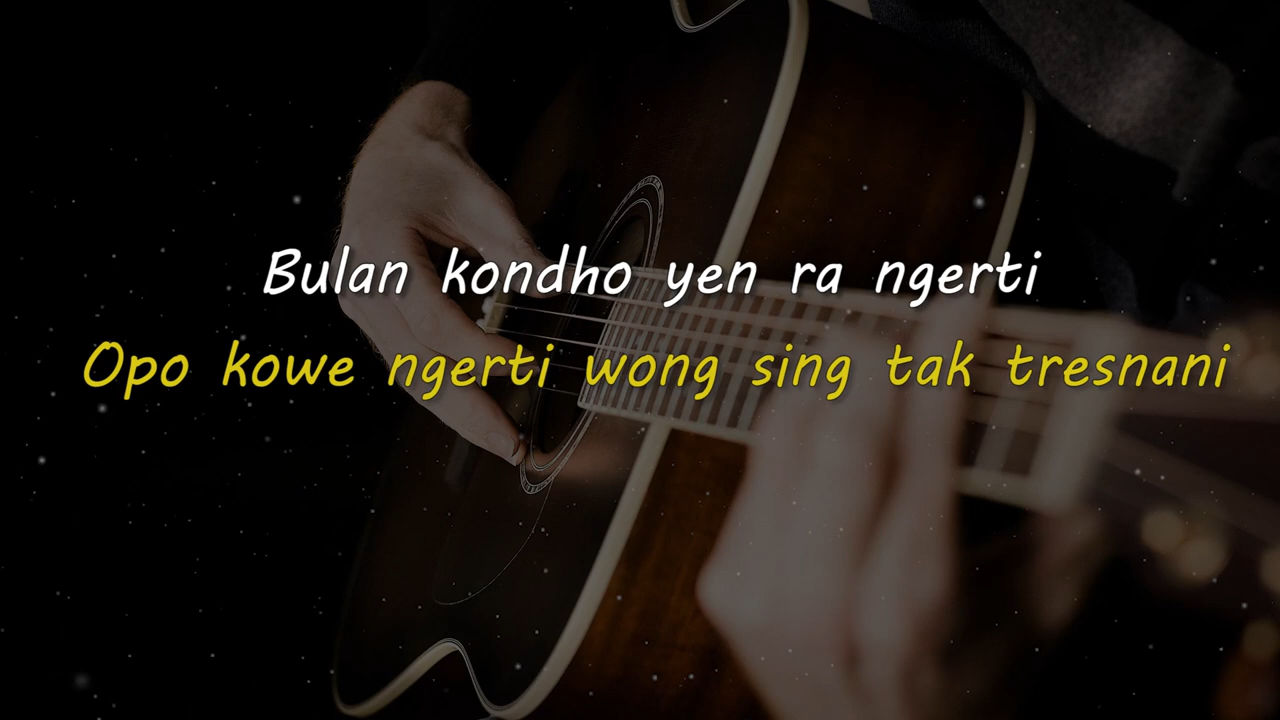 Bulan kondho yen ra ngerti
Opo kowe ngerti wong sing tak tresnani